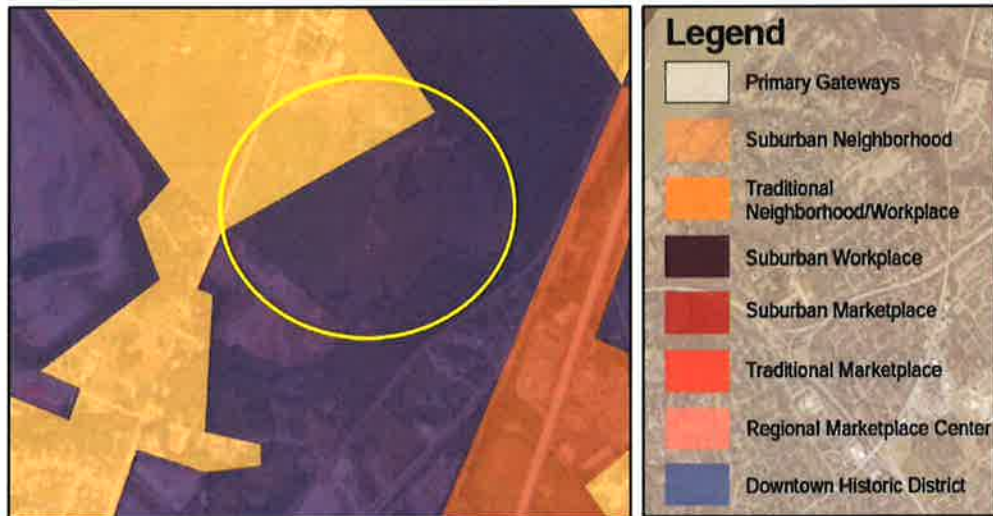 Legend
Primary Gateways
Suburban Neighborhood
Traditional
Neighborhood/Workplace
Suburban Workplace
Suburban Marketplace
Traditional Marketplace
Regional Marketplace Center
Downtown Historic District